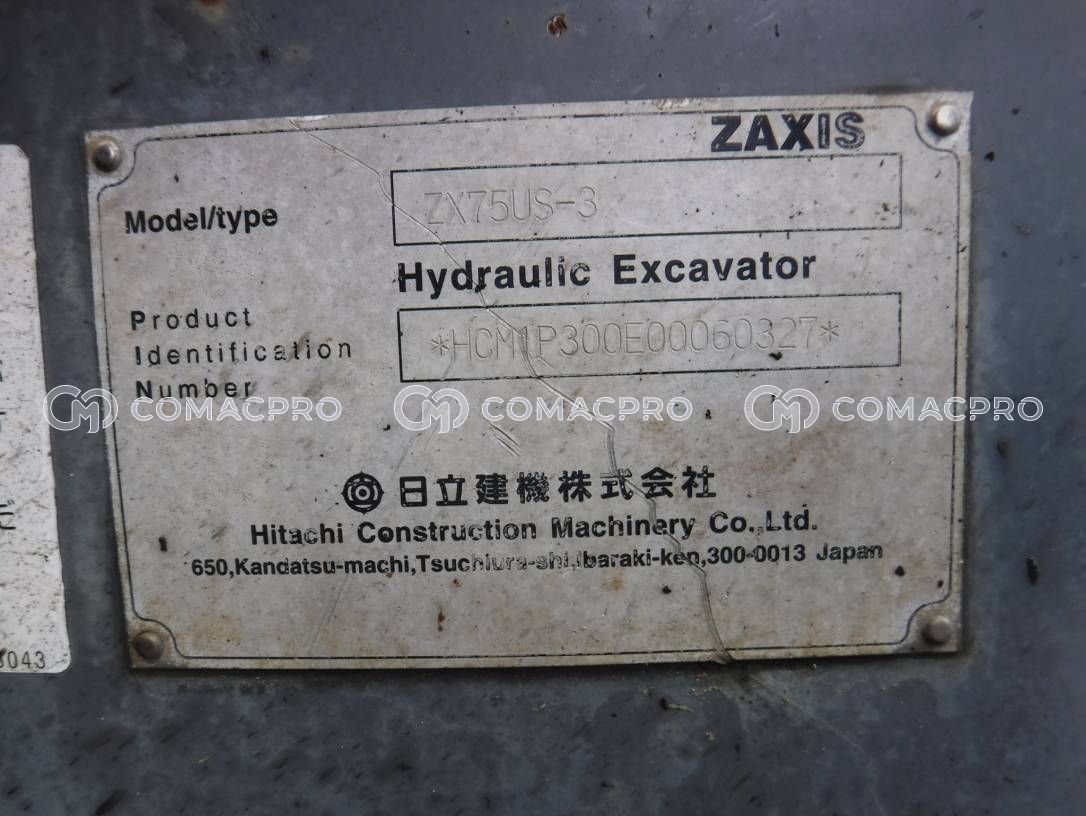 ZAXIS
Model/type ZX75US-3
Hydraulic Excavator
Product
Identification
Number
*HCM1P300E00060327*
COMACPRO COMACPRO COMACPRO
日立建機株式会社
Hitachi Construction Machinery Co.,Ltd.
650,Kandatsu-machi,Tsuchiura-shi,Ibaraki-ken,300-0013 Japan
3043